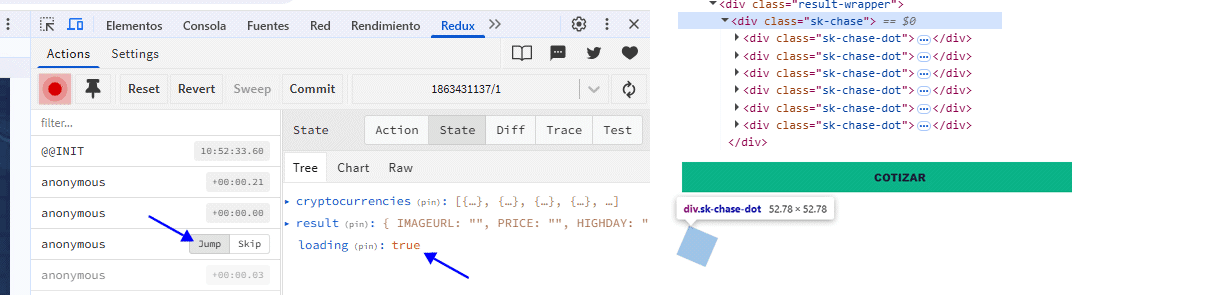 Elementos Consola Fuentes Red Rendimiento Redux
Actions Settings
Reset Revert Sweep Commit 1863431137/1
filter...
@@INIT 10:52:33.60
anonymous +00:00.21
anonymous +00:00.00
anonymous Jump Skip
anonymous +00:00.03
State Action State Diff Trace Test
Tree Chart Raw
cryptocurrencies (pin): [{…}, {…}, {…}, {…}, …]
result (pin): { IMAGEURL: "", PRICE: "", HIGHDAY: "
loading (pin): true
<div class="result-wrapper">
<div class="sk-chase"> == $0
<div class="sk-chase-dot">…</div>
<div class="sk-chase-dot">…</div>
<div class="sk-chase-dot">…</div>
<div class="sk-chase-dot">…</div>
<div class="sk-chase-dot">…</div>
<div class="sk-chase-dot">…</div>
</div>
COTIZAR
div.sk-chase-dot 52.78 × 52.78